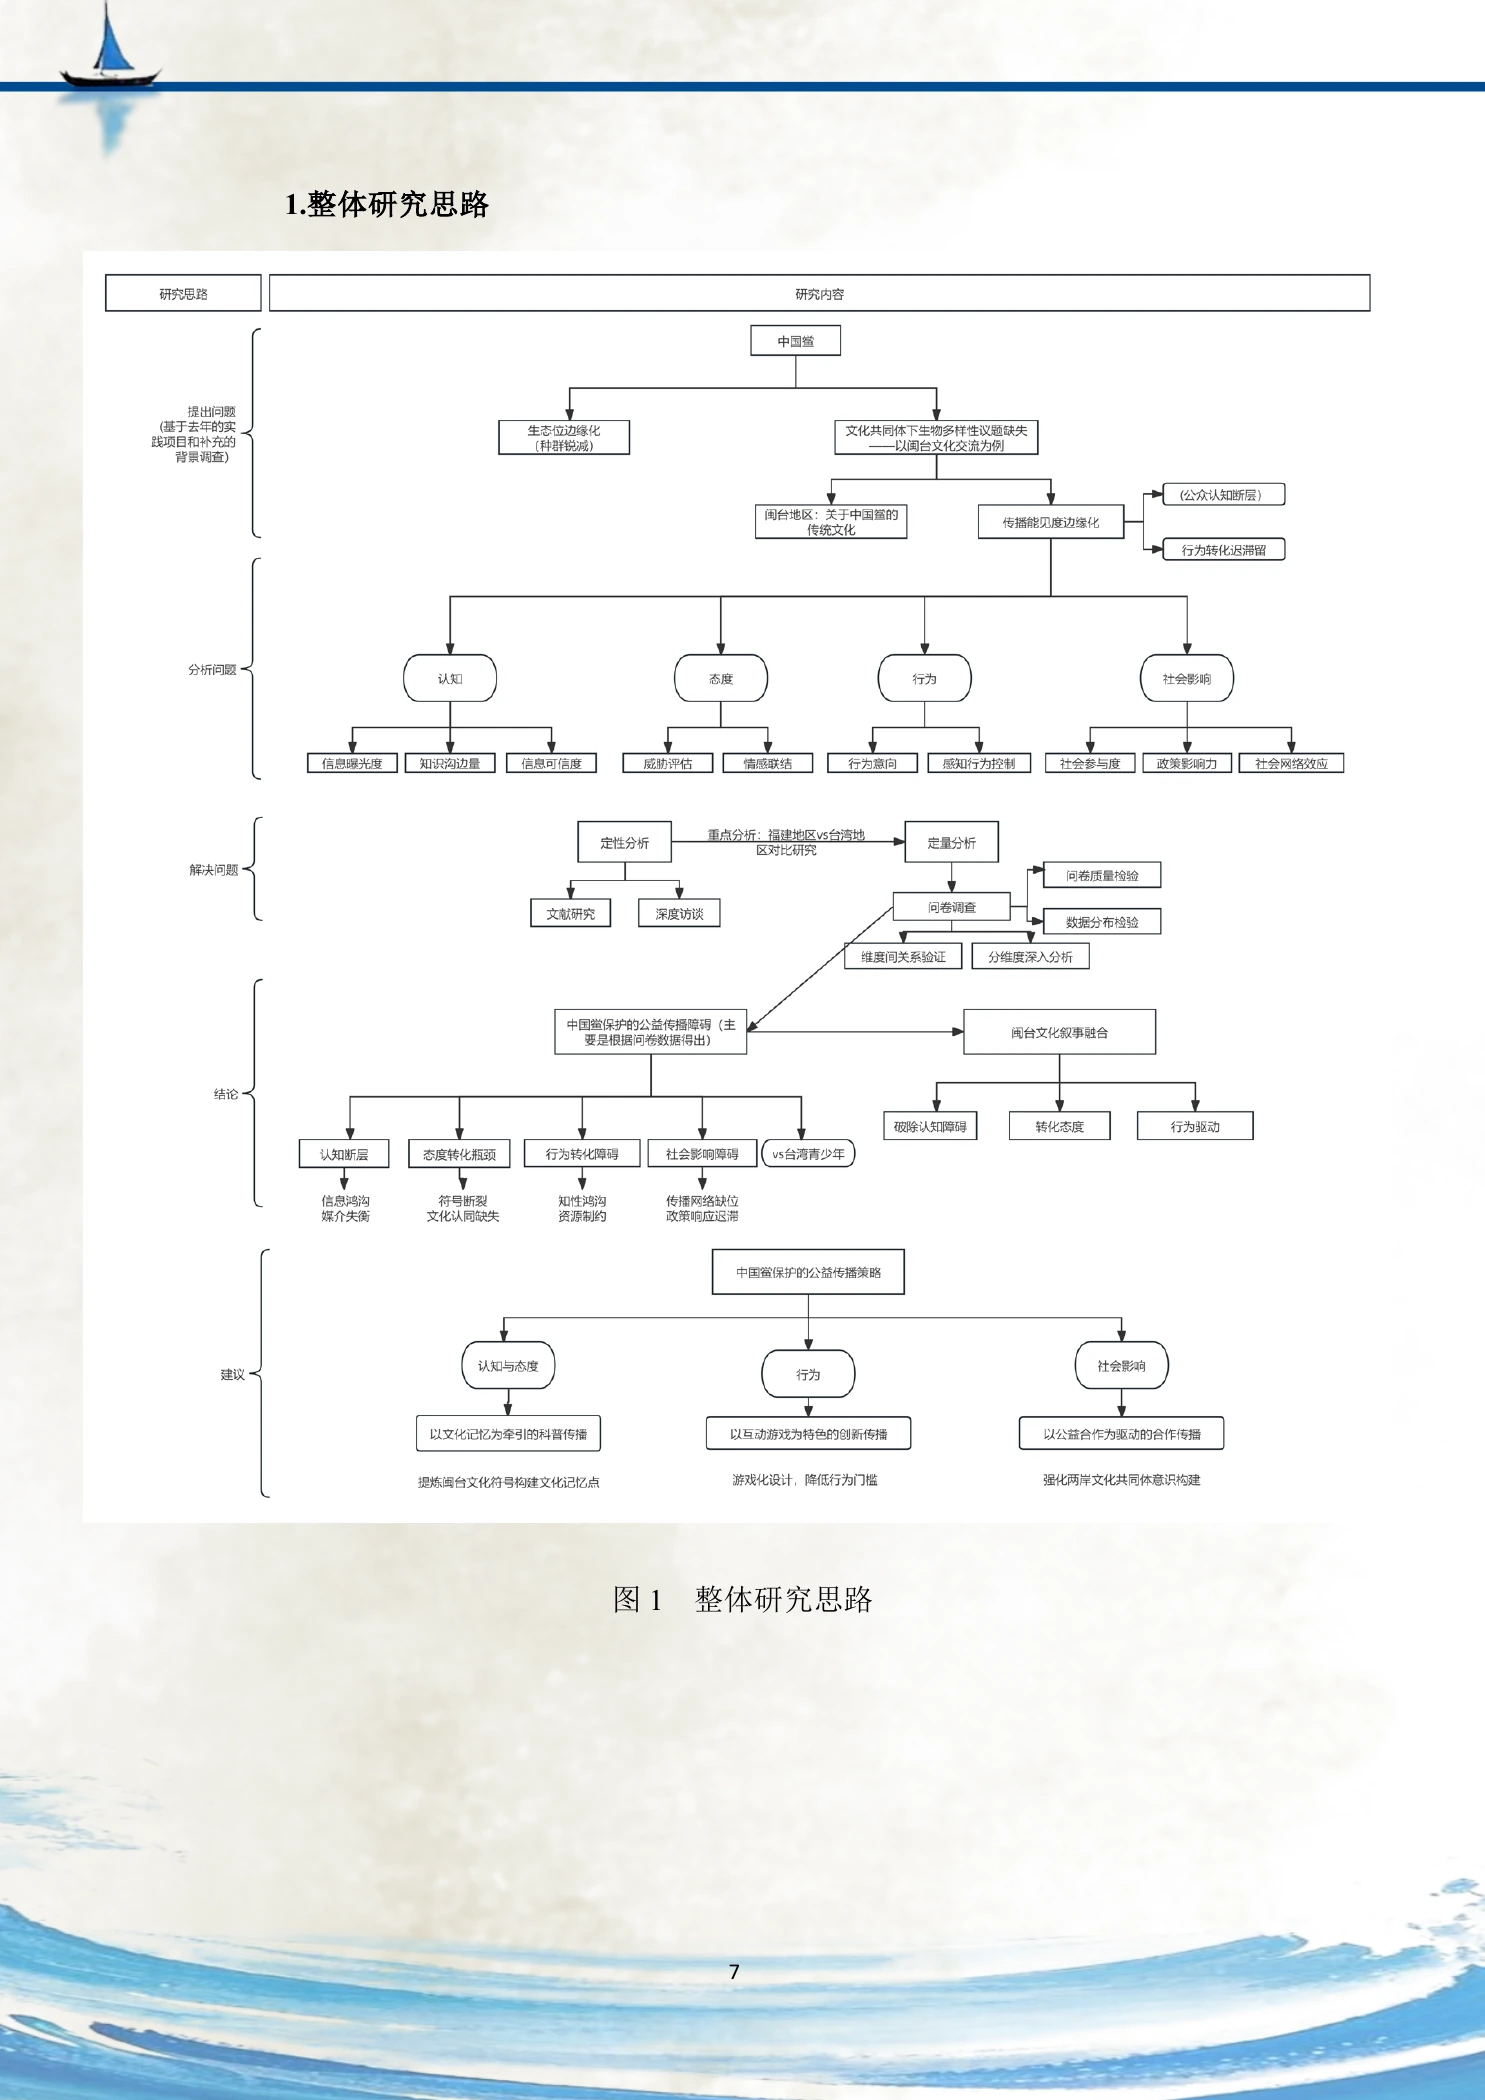 1.整体研究思路
研究思路
研究内容
中国鲎
提出问题
(基于去年的实
践项目和补充的
背景调查)
生态位边缘化
(种群锐减)
文化共同体下生物多样性议题缺失
——以闽台文化交流为例
闽台地区：关于中国鲎的
传统文化
传播能见度边缘化
(公众认知断层)
行为转化迟滞留
分析问题
认知
态度
行为
社会影响
信息曝光度
知识沟边量
信息可信度
威胁评估
情感联结
行为意向
感知行为控制
社会参与度
政策影响力
社会网络效应
解决问题
定性分析
重点分析：福建地区vs台湾地
区对比研究
定量分析
文献研究
深度访谈
问卷调查
问卷质量检验
数据分布检验
维度间关系验证
分维度深入分析
结论
中国鲎保护的公益传播障碍（主
要是根据问卷数据得出）
闽台文化叙事融合
破除认知障碍
转化态度
行为驱动
认知断层
态度转化瓶颈
行为转化障碍
社会影响障碍
vs台湾青少年
信息鸿沟
媒介失衡
符号断裂
文化认同缺失
知性鸿沟
资源制约
传播网络缺位
政策响应迟滞
建议
中国鲎保护的公益传播策略
认知与态度
行为
社会影响
以文化记忆为牵引的科普传播
以互动游戏为特色的创新传播
以公益合作为驱动的合作传播
提炼闽台文化符号构建文化记忆点
游戏化设计，降低行为门槛
强化两岸文化共同体意识构建
图 1 整体研究思路
7